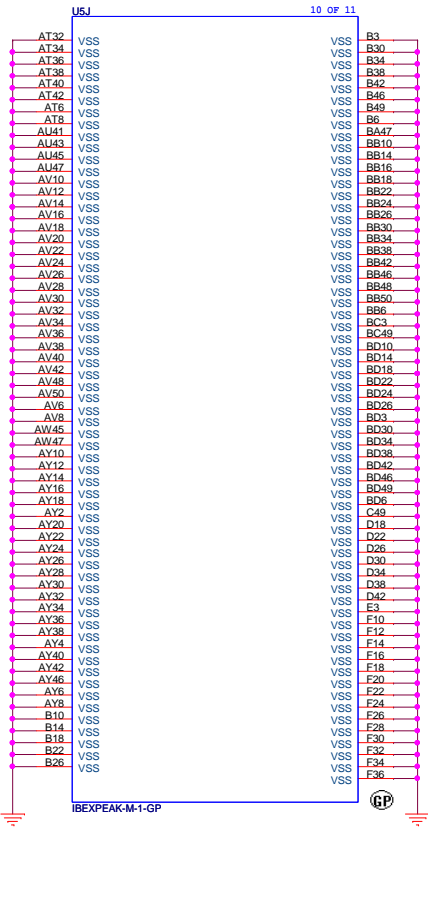 U5J 10 OF 11
AT32 VSS VSS B3
AT34 VSS VSS B30
AT36 VSS VSS B34
AT38 VSS VSS B38
AT40 VSS VSS B42
AT42 VSS VSS B46
AT6 VSS VSS B49
AT8 VSS VSS B6
AU41 VSS VSS BA47
AU43 VSS VSS BB10
AU45 VSS VSS BB14
AU47 VSS VSS BB16
AV10 VSS VSS BB18
AV12 VSS VSS BB22
AV14 VSS VSS BB24
AV16 VSS VSS BB26
AV18 VSS VSS BB30
AV20 VSS VSS BB34
AV22 VSS VSS BB38
AV24 VSS VSS BB42
AV26 VSS VSS BB46
AV28 VSS VSS BB48
AV30 VSS VSS BB50
AV32 VSS VSS BB6
AV34 VSS VSS BC3
AV36 VSS VSS BC49
AV38 VSS VSS BD10
AV40 VSS VSS BD14
AV42 VSS VSS BD18
AV48 VSS VSS BD22
AV50 VSS VSS BD24
AV6 VSS VSS BD26
AV8 VSS VSS BD3
AW45 VSS VSS BD30
AW47 VSS VSS BD34
AY10 VSS VSS BD38
AY12 VSS VSS BD42
AY14 VSS VSS BD46
AY16 VSS VSS BD49
AY18 VSS VSS BD6
AY2 VSS VSS C49
AY20 VSS VSS D18
AY22 VSS VSS D22
AY24 VSS VSS D26
AY26 VSS VSS D30
AY28 VSS VSS D34
AY30 VSS VSS D38
AY32 VSS VSS D42
AY34 VSS VSS E3
AY36 VSS VSS F10
AY38 VSS VSS F12
AY4 VSS VSS F14
AY40 VSS VSS F16
AY42 VSS VSS F18
AY46 VSS VSS F20
AY6 VSS VSS F22
AY8 VSS VSS F24
B10 VSS VSS F26
B14 VSS VSS F28
B18 VSS VSS F30
B22 VSS VSS F32
B26 VSS VSS F34
VSS F36
IBEXPEAK-M-1-GP GP